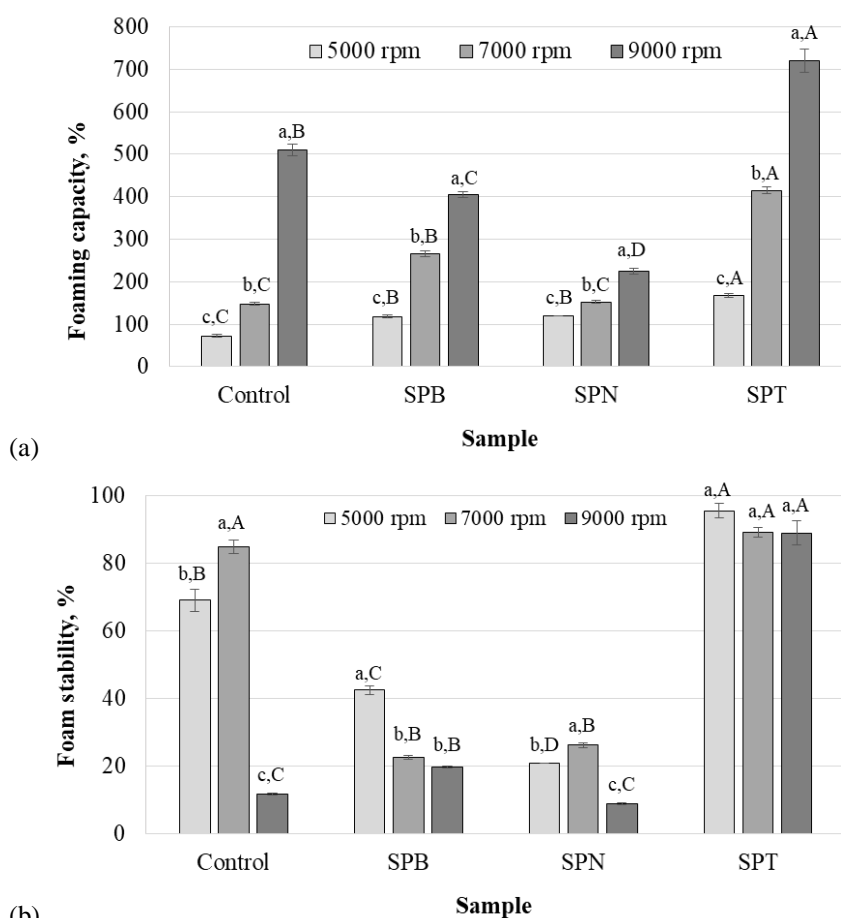 800
700
600
500
400
300
200
100
0
Foaming capacity, %
5000 rpm 7000 rpm 9000 rpm
c,C b,C a,B
c,B b,B a,C
c,B b,C a,D
c,A b,A a,A
Control SPB SPN SPT
Sample
(a)
100
80
60
40
20
0
Foam stability, %
5000 rpm 7000 rpm 9000 rpm
b,B a,A c,C
a,C b,B b,B
b,D a,B c,C
a,A a,A a,A
Control SPB SPN SPT
Sample
(b)